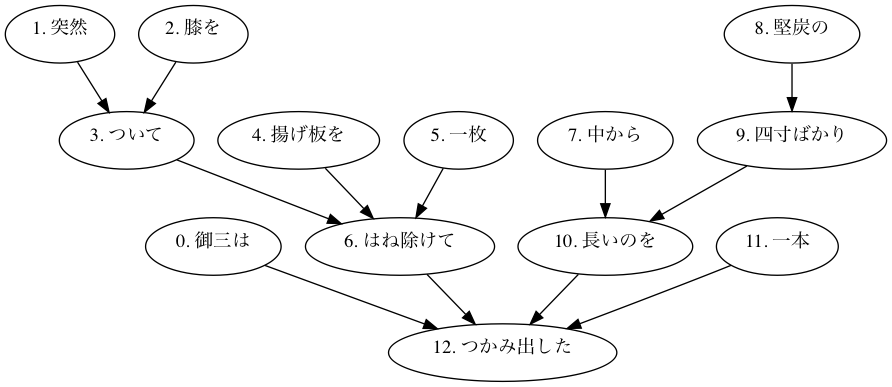 1. 突然
2. 膝を
8. 堅炭の
3. ついて
4. 揚げ板を
5. 一枚
7. 中から
9. 四寸ばかり
0. 御三は
6. はね除けて
10. 長いのを
11. 一本
12. つかみ出した